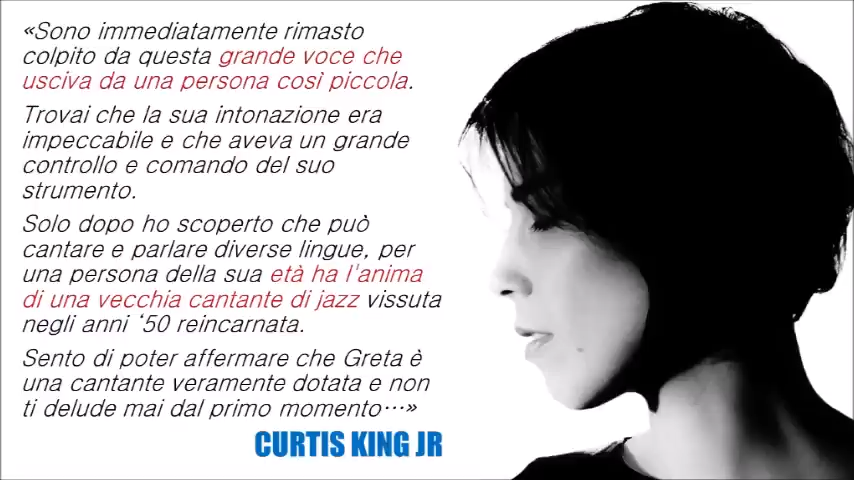 «Sono immediatamente rimasto
colpito da questa grande voce che
usciva da una persona così piccola.
Trovai che la sua intonazione era
impeccabile e che aveva un grande
controllo e comando del suo
strumento.
Solo dopo ho scoperto che può
cantare e parlare diverse lingue, per
una persona della sua età ha l'anima
di una vecchia cantante di jazz vissuta
negli anni ‘50 reincarnata.
Sento di poter affermare che Greta è
una cantante veramente dotata e non
ti delude mai dal primo momento…»
CURTIS KING JR